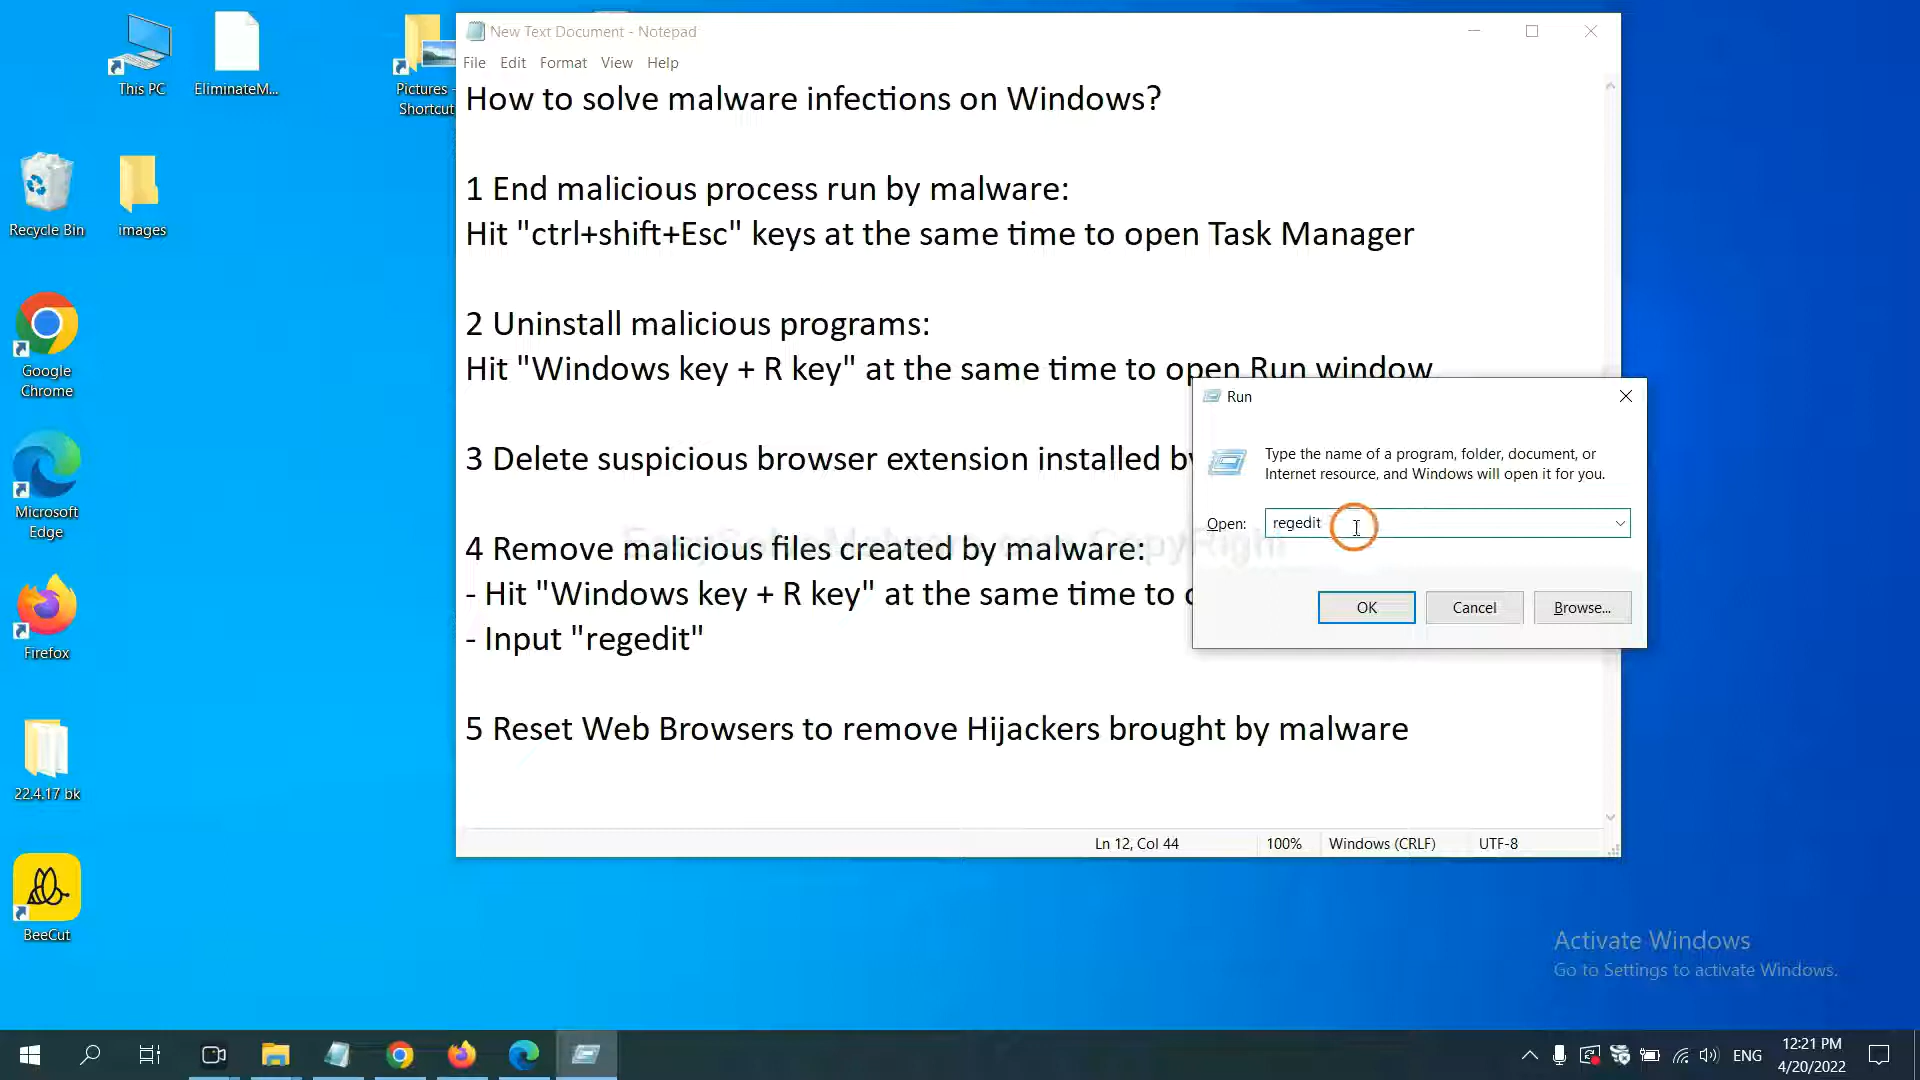 This PC
EliminateM...
Pictures -
Shortcut
Recycle Bin
images
Google
Chrome
Microsoft
Edge
Firefox
22.4.17 bk
BeeCut
New Text Document - Notepad
File Edit Format View Help
How to solve malware infections on Windows?
1 End malicious process run by malware:
Hit "ctrl+shift+Esc" keys at the same time to open Task Manager
2 Uninstall malicious programs:
Hit "Windows key + R key" at the same time to open Run window
3 Delete suspicious browser extension installed by
4 Remove malicious files created by malware:
- Hit "Windows key + R key" at the same time to
- Input "regedit"
5 Reset Web Browsers to remove Hijackers brought by malware
EasySolveMalware.com CopyRight
Ln 12, Col 44 100% Windows (CRLF) UTF-8
Run
Type the name of a program, folder, document, or
Internet resource, and Windows will open it for you.
Open: regedit
OK Cancel Browse...
Activate Windows
Go to Settings to activate Windows.
ENG
12:21 PM
4/20/2022